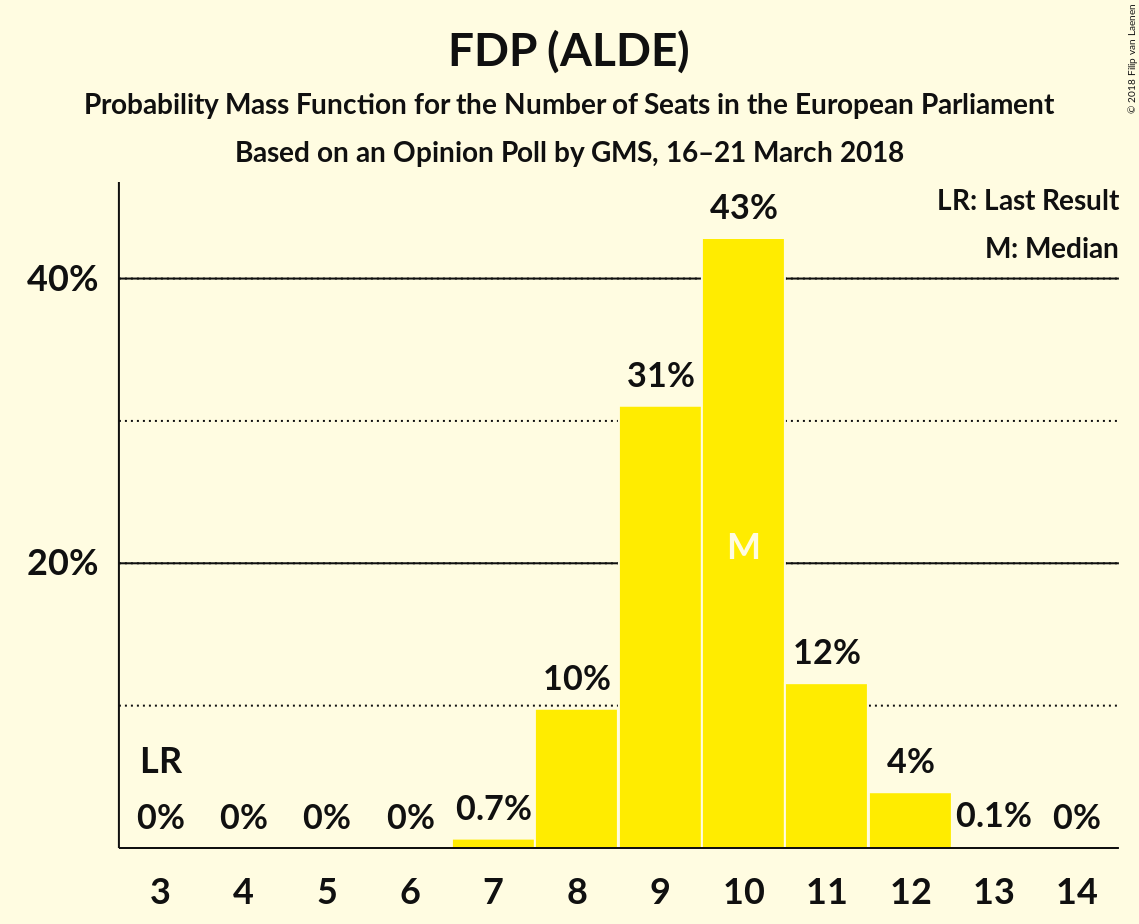 FDP (ALDE)
Probability Mass Function for the Number of Seats in the European Parliament
Based on an Opinion Poll by GMS, 16–21 March 2018
© 2018 Filip van Laenen
LR: Last Result
M: Median
43%
40%
31%
M
20%
12%
10%
LR
4%
0% 0% 0% 0% 0.7% 0.1% 0%
3 4 5 6 7 8 9 10 11 12 13 14